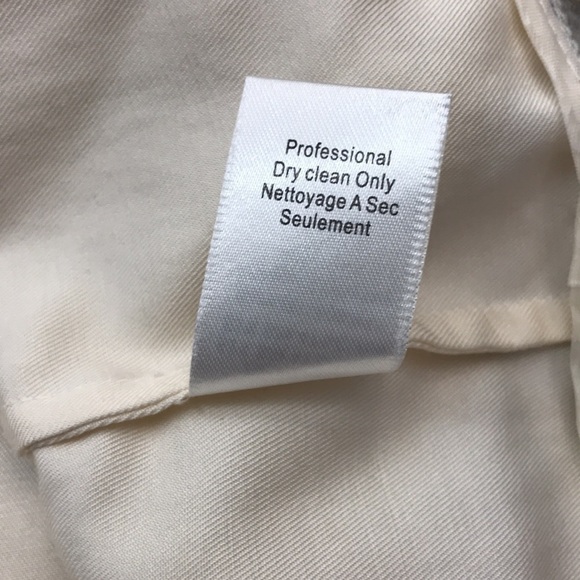 Professional
Dry clean Only
Nettoyage A Sec
Seulement